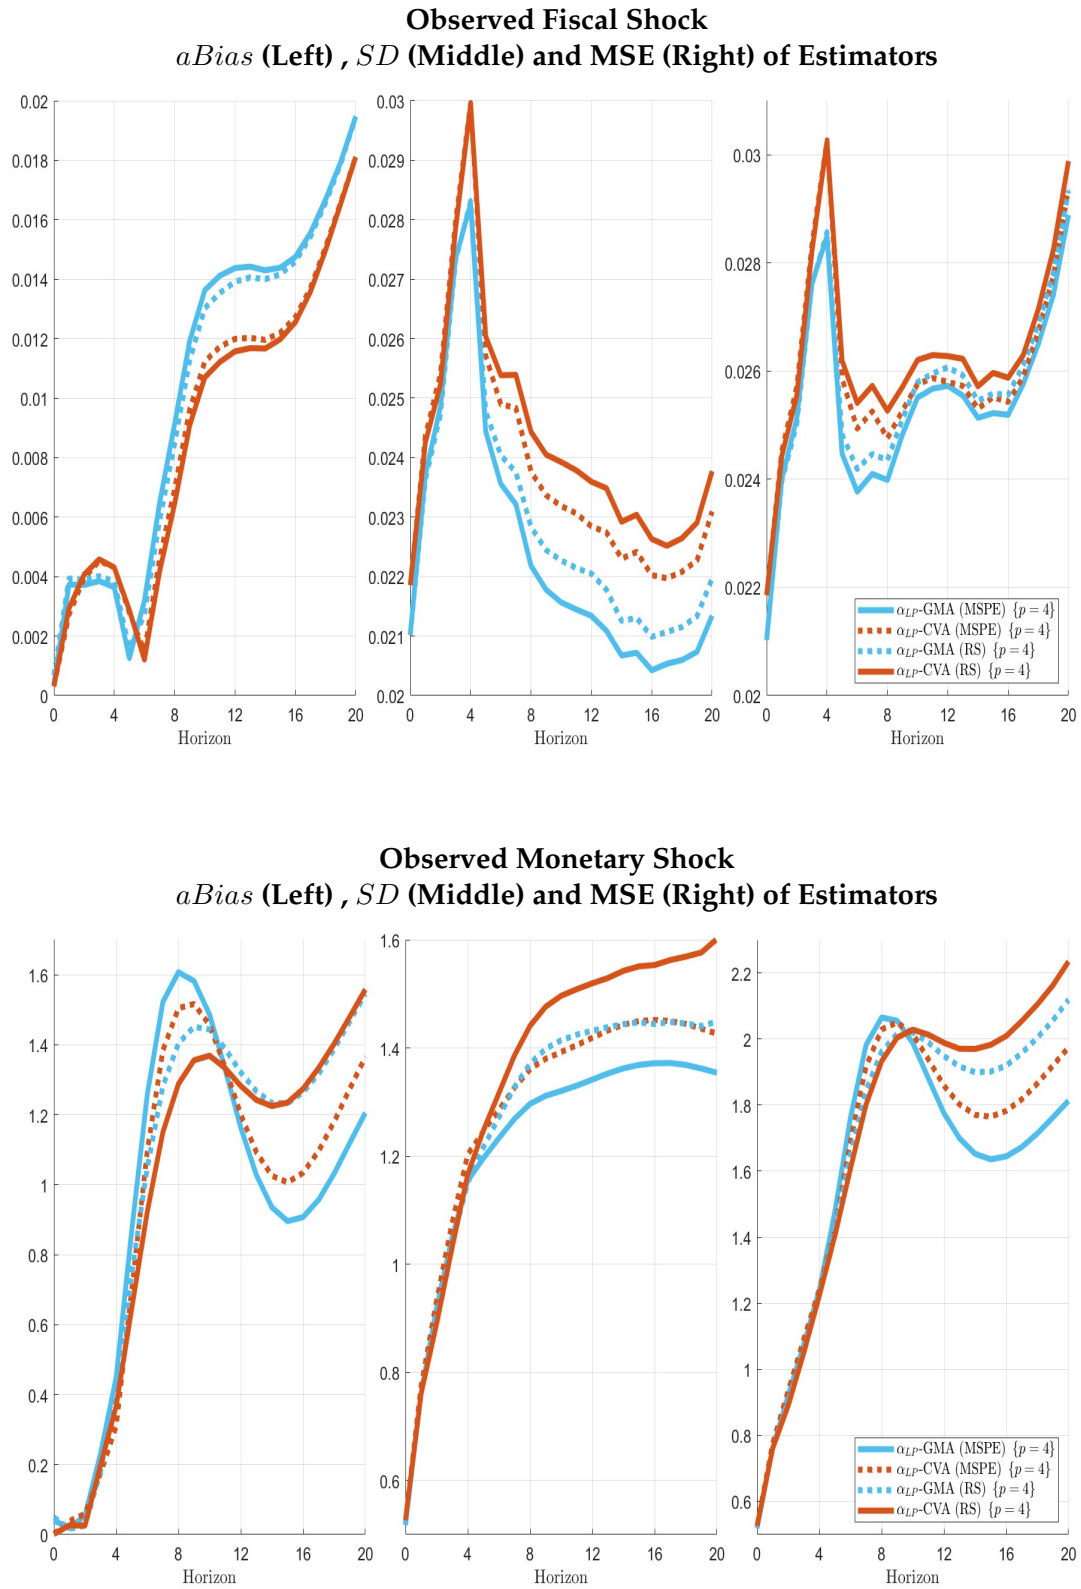 Observed Fiscal Shock
aBias (Left) , SD (Middle) and MSE (Right) of Estimators
0.02
0.018
0.016
0.014
0.012
0.01
0.008
0.006
0.004
0.002
0
0 4 8 12 16 20
Horizon
0.03
0.029
0.028
0.027
0.026
0.025
0.024
0.023
0.022
0.021
0.02
0 4 8 12 16 20
Horizon
0.03
0.028
0.026
0.024
0.022
0.02
0 4 8 12 16 20
Horizon
α_LP-GMA (MSPE) {p = 4}
α_LP-CVA (MSPE) {p = 4}
α_LP-GMA (RS) {p = 4}
α_LP-CVA (RS) {p = 4}
Observed Monetary Shock
aBias (Left) , SD (Middle) and MSE (Right) of Estimators
1.6
1.4
1.2
1
0.8
0.6
0.4
0.2
0
0 4 8 12 16 20
Horizon
1.6
1.4
1.2
1
0.8
0.6
0 4 8 12 16 20
Horizon
2.2
2
1.8
1.6
1.4
1.2
1
0.8
0.6
0 4 8 12 16 20
Horizon
α_LP-GMA (MSPE) {p = 4}
α_LP-CVA (MSPE) {p = 4}
α_LP-GMA (RS) {p = 4}
α_LP-CVA (RS) {p = 4}